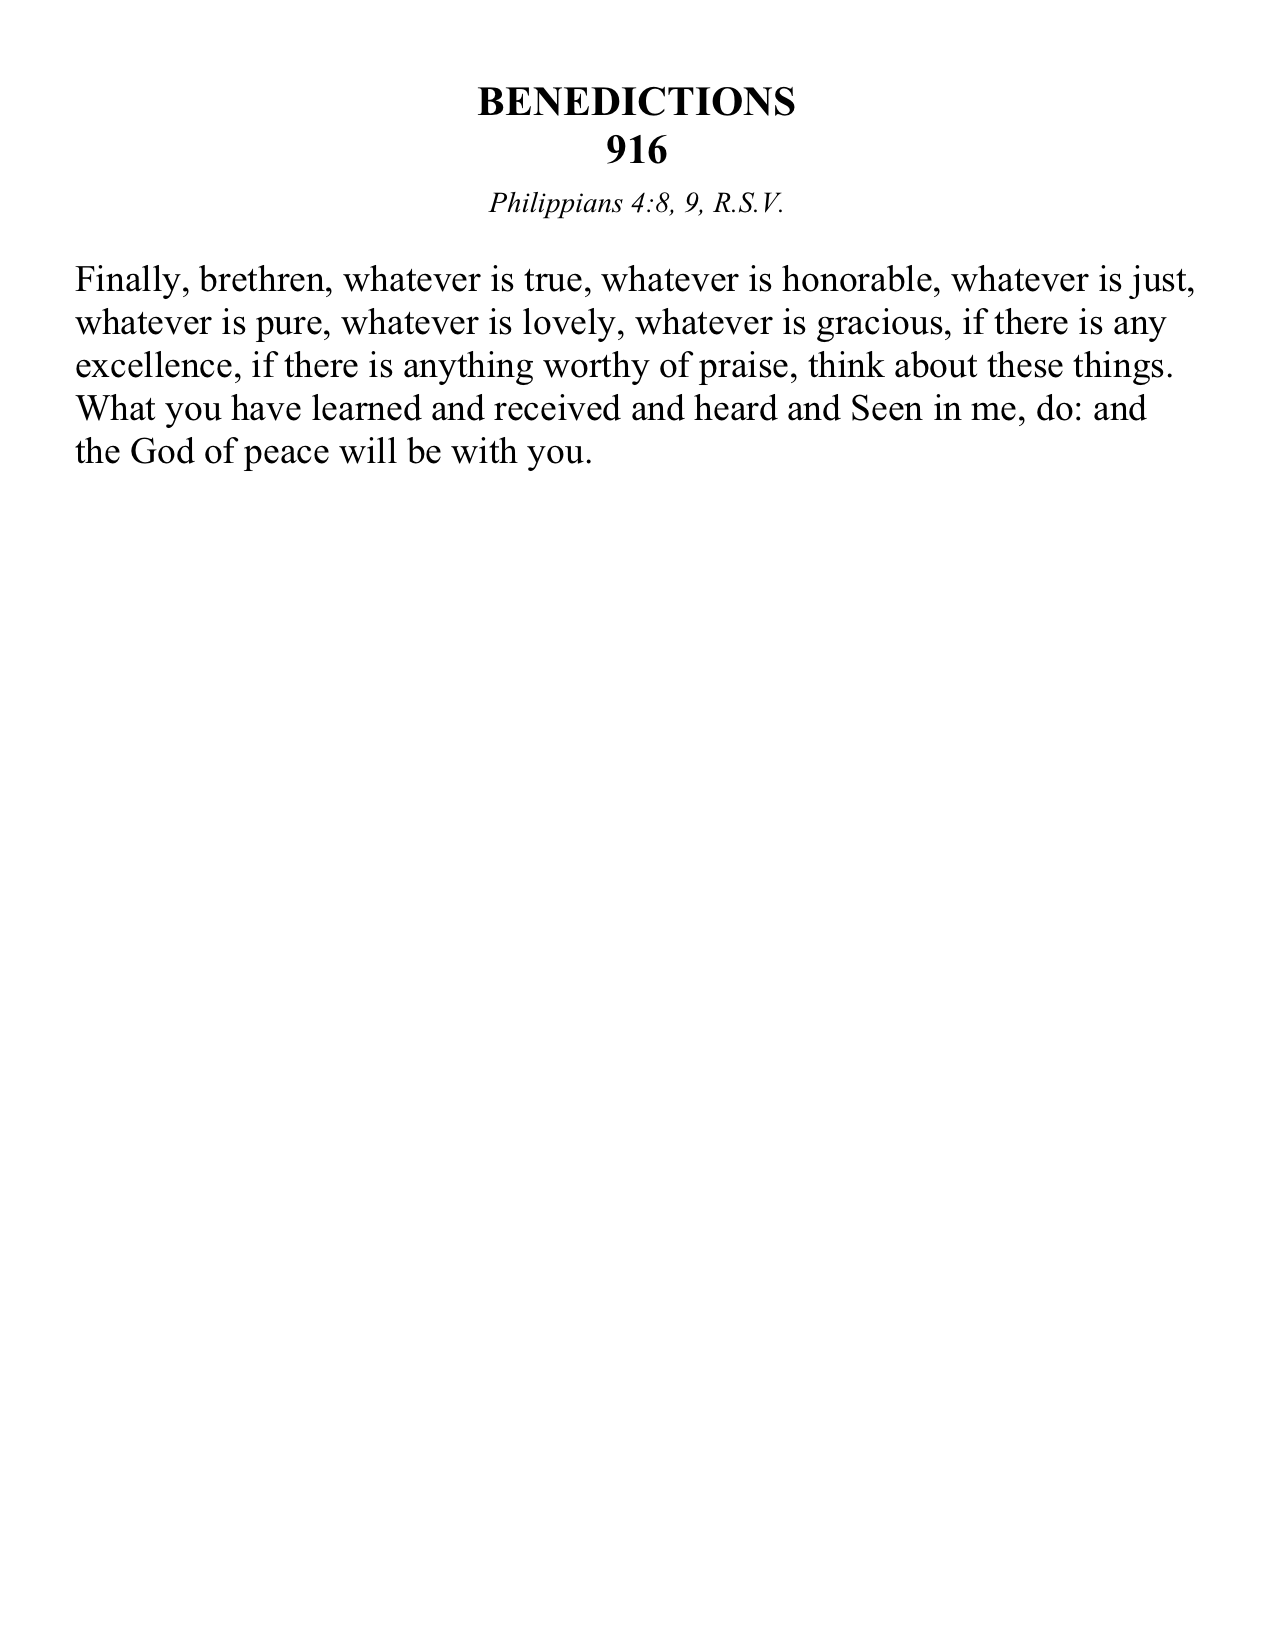 BENEDICTIONS
916
Philippians 4:8, 9, R.S.V.
Finally, brethren, whatever is true, whatever is honorable, whatever is just,
whatever is pure, whatever is lovely, whatever is gracious, if there is any
excellence, if there is anything worthy of praise, think about these things.
What you have learned and received and heard and Seen in me, do: and
the God of peace will be with you.